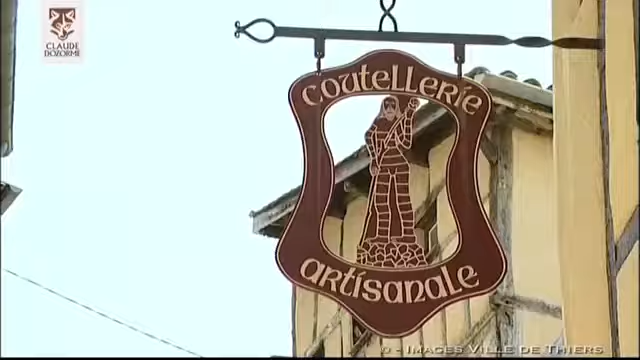 CLAUDE
DOZORME
Coutellerie
artisanale
- IMAGES VILLE DE THIERS